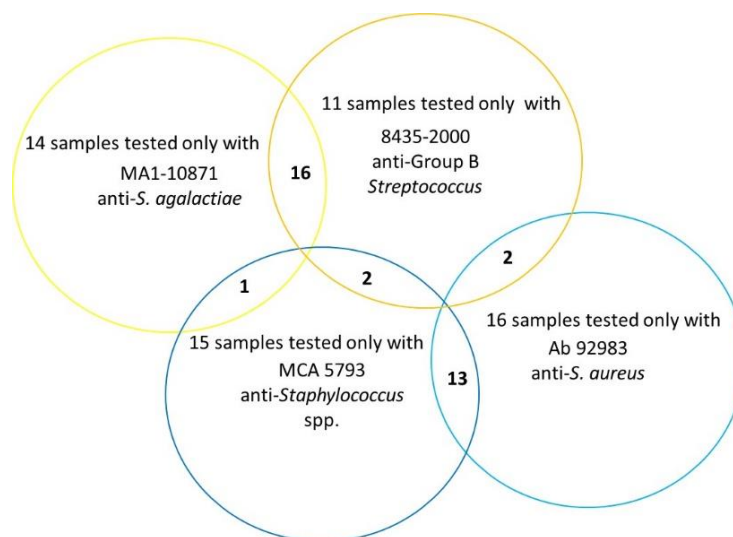 14 samples tested only with
MA1-10871
anti-S. agalactiae
16
11 samples tested only with
8435-2000
anti-Group B
Streptococcus
1
2
2
15 samples tested only with
MCA 5793
anti-Staphylococcus
spp.
13
16 samples tested only with
Ab 92983
anti-S. aureus